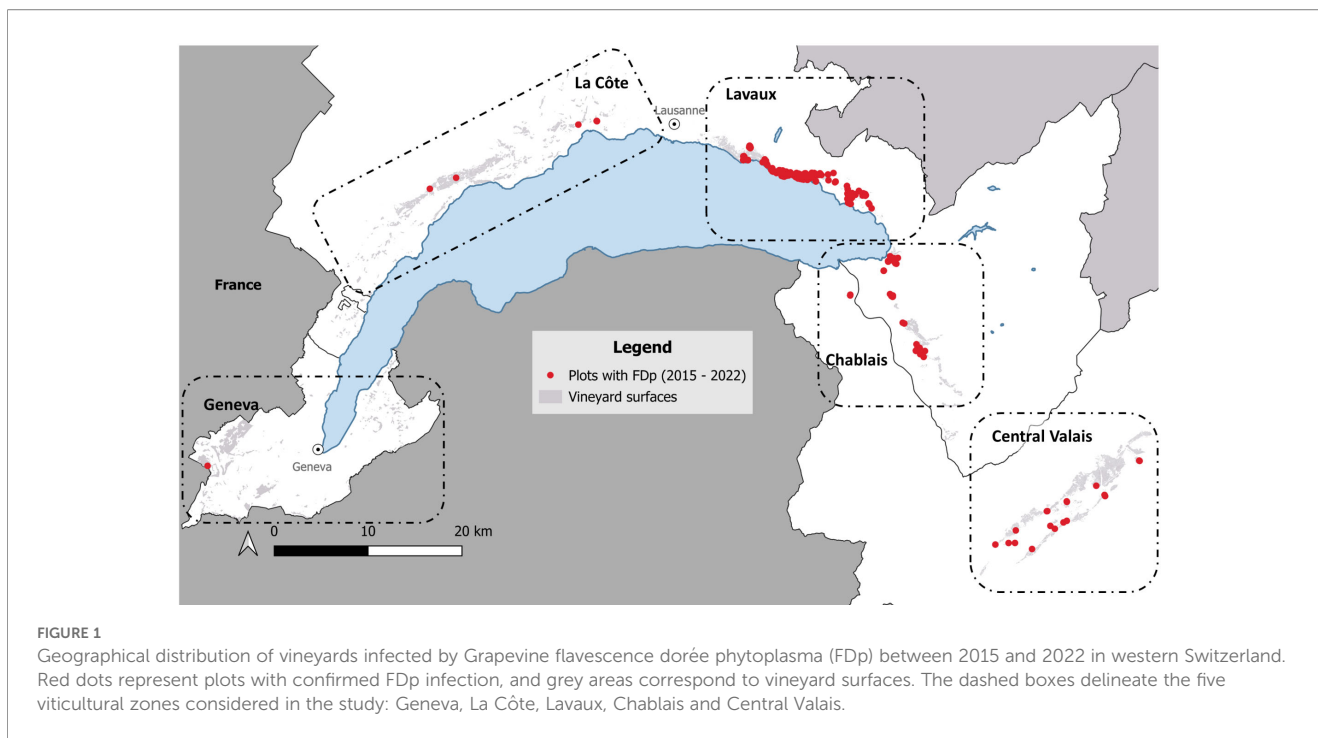 La Côte
Lausanne
Lavaux
France
Legend
Plots with FDp (2015 - 2022)
Vineyard surfaces
Chablais
Geneva
Geneva
Central Valais
0 10 20 km
FIGURE 1
Geographical distribution of vineyards infected by Grapevine flavescence dorée phytoplasma (FDp) between 2015 and 2022 in western Switzerland.
Red dots represent plots with confirmed FDp infection, and grey areas correspond to vineyard surfaces. The dashed boxes delineate the five
viticultural zones considered in the study: Geneva, La Côte, Lavaux, Chablais and Central Valais.